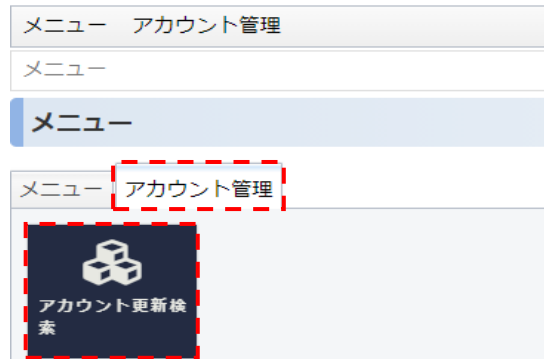 メニュー アカウント管理
メニュー
メニュー
メニュー アカウント管理
アカウント更新検
索